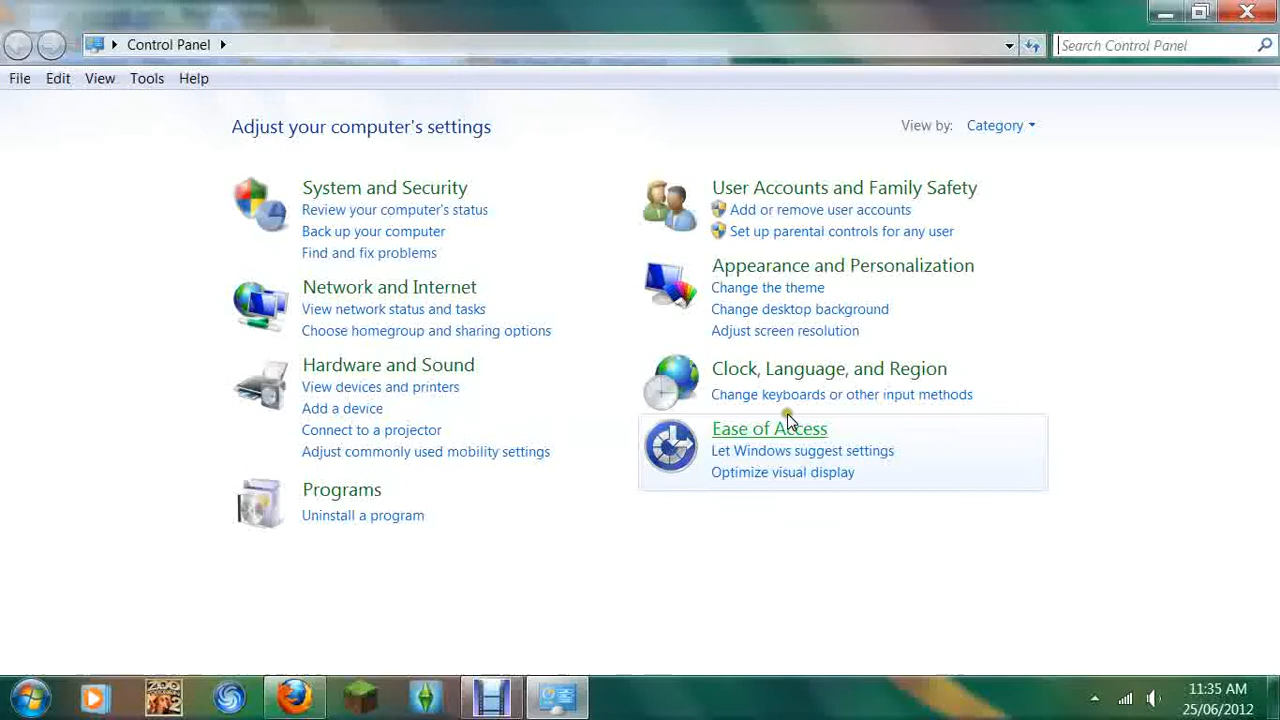 Control Panel
Search Control Panel
File Edit View Tools Help
Adjust your computer's settings
View by: Category
System and Security
Review your computer's status
Back up your computer
Find and fix problems
Network and Internet
View network status and tasks
Choose homegroup and sharing options
Hardware and Sound
View devices and printers
Add a device
Connect to a projector
Adjust commonly used mobility settings
Programs
Uninstall a program
User Accounts and Family Safety
Add or remove user accounts
Set up parental controls for any user
Appearance and Personalization
Change the theme
Change desktop background
Adjust screen resolution
Clock, Language, and Region
Change keyboards or other input methods
Ease of Access
Let Windows suggest settings
Optimize visual display
ZOO
2
11:35 AM
25/06/2012